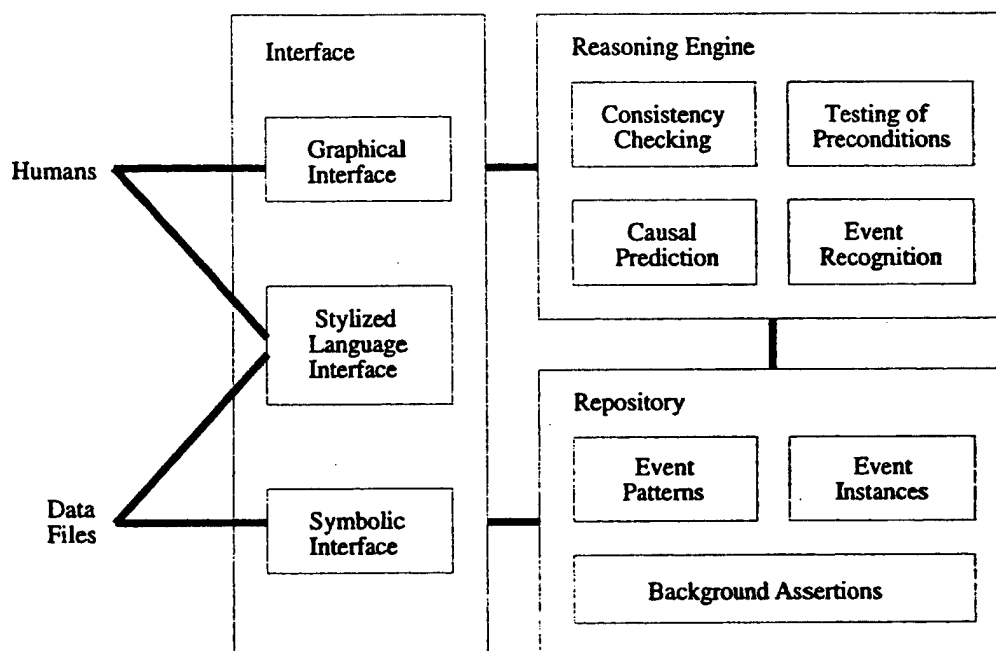 Interface
Reasoning Engine
Humans
Graphical
Interface
Consistency
Checking
Testing of
Preconditions
Causal
Prediction
Event
Recognition
Stylized
Language
Interface
Repository
Event
Patterns
Event
Instances
Data
Files
Symbolic
Interface
Background Assertions